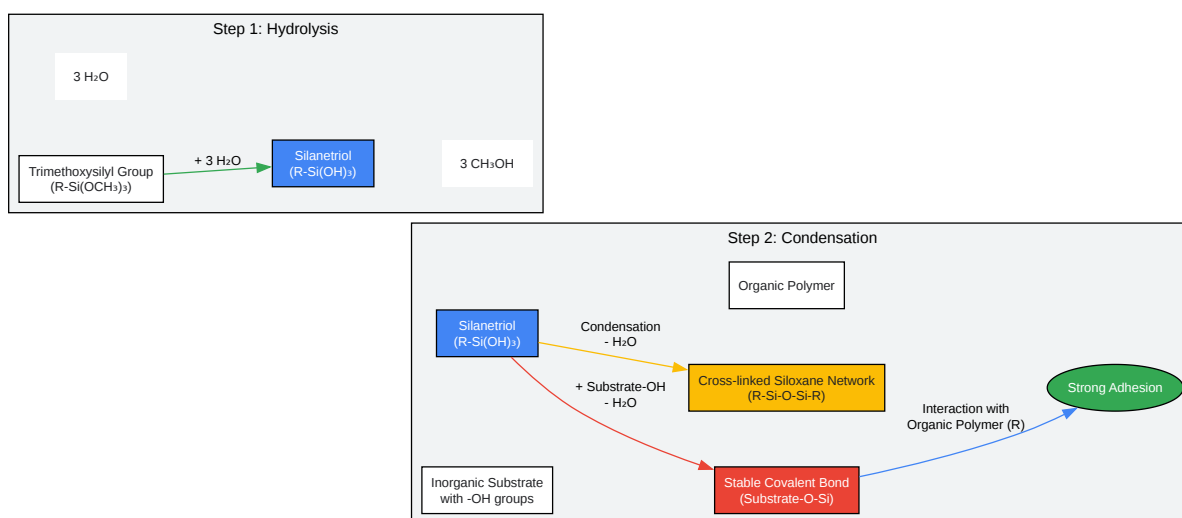 Step 1: Hydrolysis
3 H₂O
Trimethoxysilyl Group
(R-Si(OCH₃)₃)
+ 3 H₂O
Silanetriol
(R-Si(OH)₃)
3 CH₃OH
Step 2: Condensation
Organic Polymer
Silanetriol
(R-Si(OH)₃)
Condensation
- H₂O
+ Substrate-OH
- H₂O
Cross-linked Siloxane Network
(R-Si-O-Si-R)
Strong Adhesion
Interaction with
Organic Polymer (R)
Inorganic Substrate
with -OH groups
Stable Covalent Bond
(Substrate-O-Si)